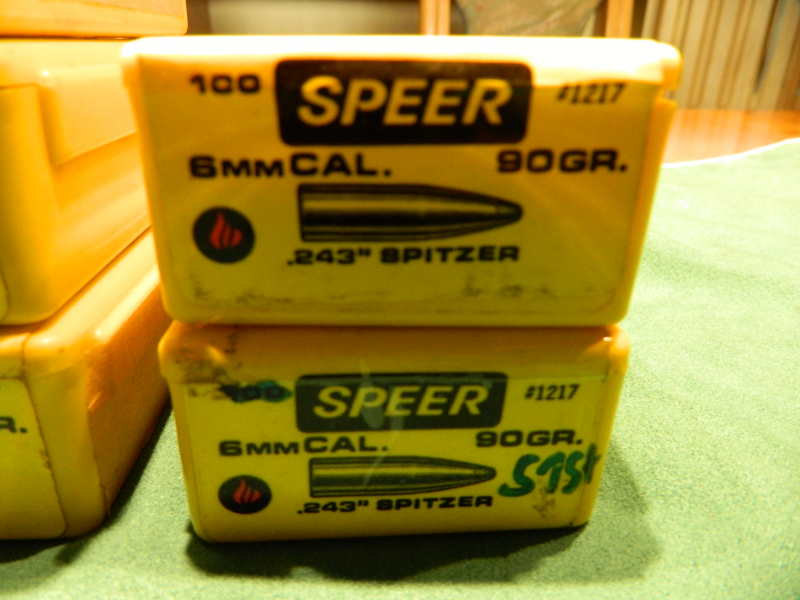 100 SPEER #1217
6MM CAL. 90GR.
.243" SPITZER
100 SPEER #1217
6MM CAL. 90GR.
.243" SPITZER
R.